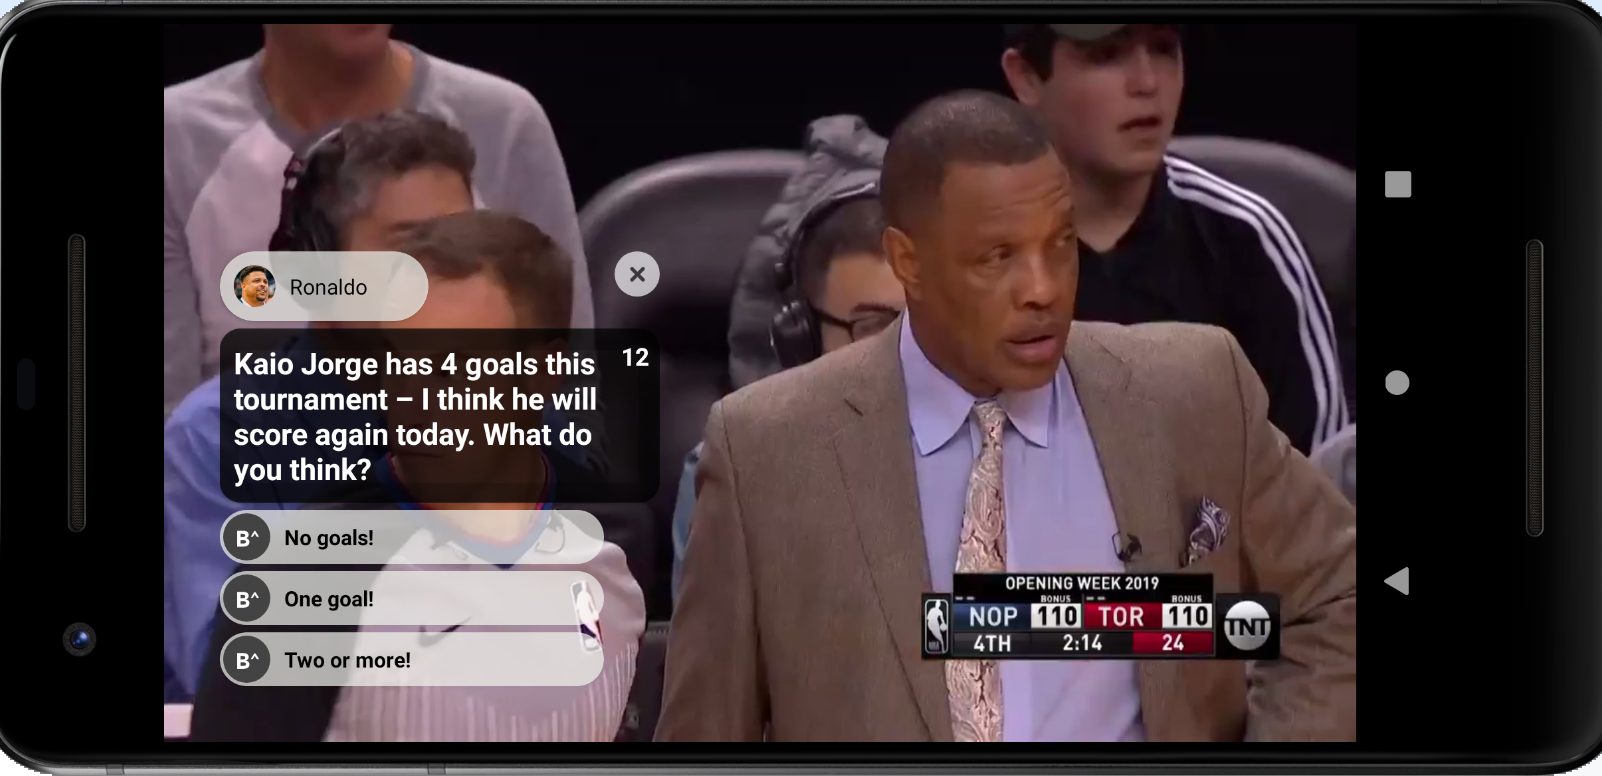 Ronaldo
Kaio Jorge has 4 goals this
tournament – I think he will
score again today. What do
you think?
12
B^ No goals!
B^ One goal!
B^ Two or more!
OPENING WEEK 2019
BONUS BONUS
NOP 110 TOR 110
4TH 2:14 24
TNT